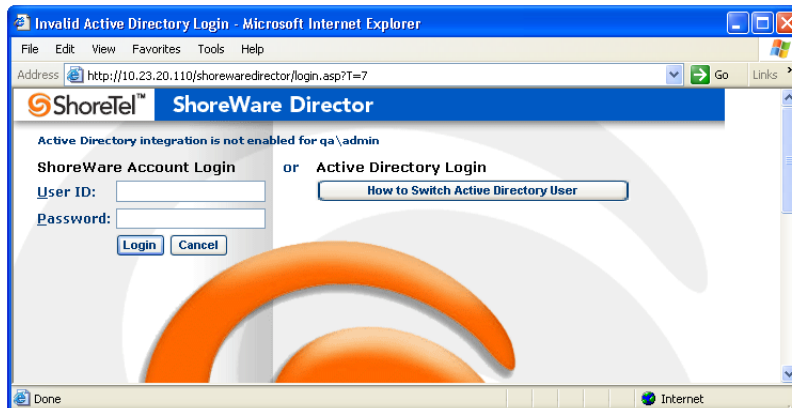 Invalid Active Directory Login - Microsoft Internet Explorer
File Edit View Favorites Tools Help
Address http://10.23.20.110/shorewaredirector/login.asp?T=7 Go Links »
ShoreTel™ ShoreWare Director
Active Directory integration is not enabled for qa\admin
ShoreWare Account Login or Active Directory Login
User ID: How to Switch Active Directory User
Password:
Login Cancel
Done Internet